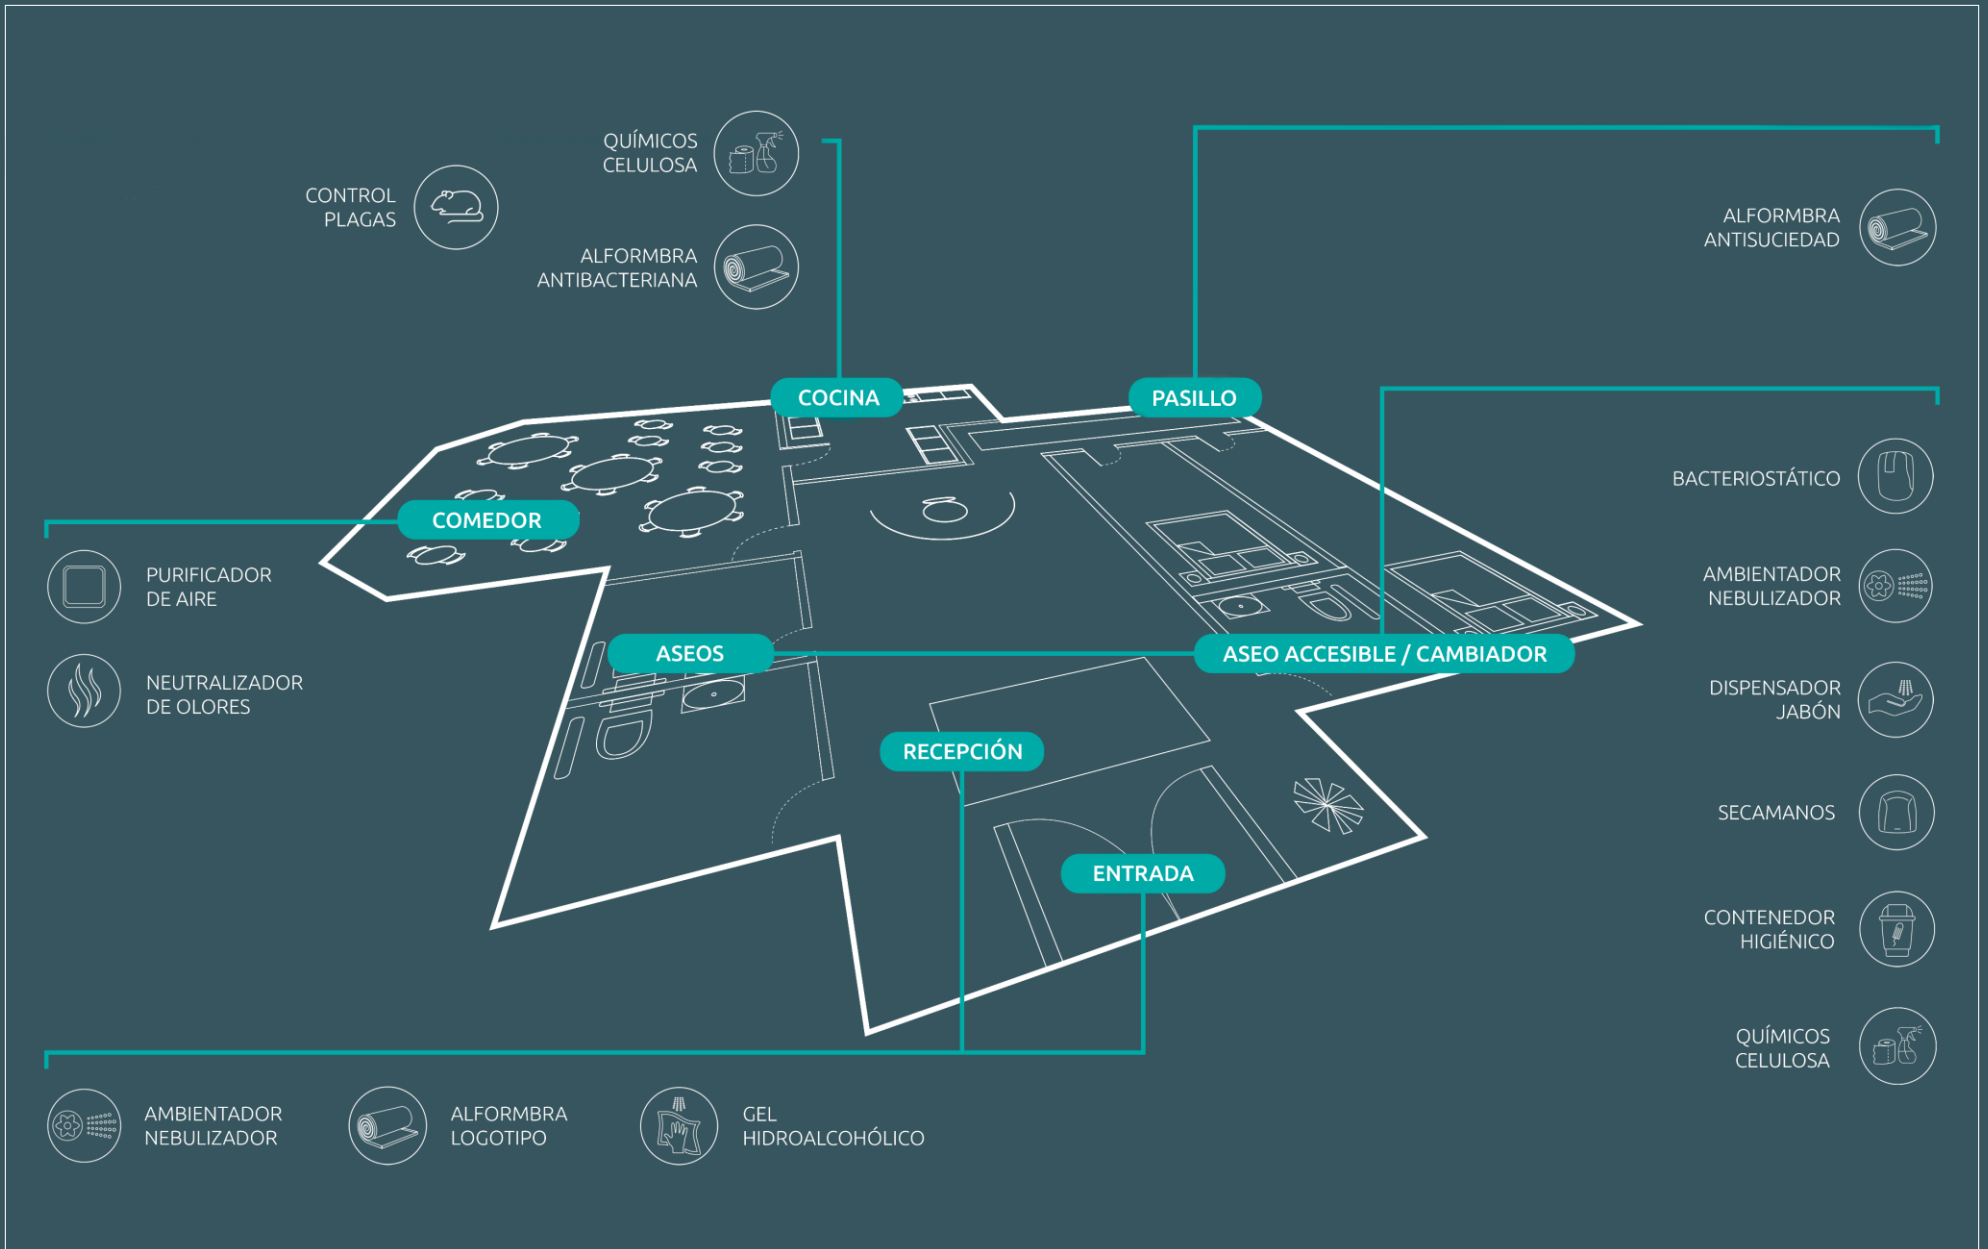 QUÍMICOS
CELULOSA
CONTROL
PLAGAS
ALFORMBRA
ANTIBACTERIANA
ALFORMBRA
ANTISUCIEDAD
COCINA
PASILLO
COMEDOR
PURIFICADOR
DE AIRE
NEUTRALIZADOR
DE OLORES
ASEOS
ASEO ACCESIBLE / CAMBIADOR
RECEPCIÓN
ENTRADA
BACTERIOSTÁTICO
AMBIENTADOR
NEBULIZADOR
DISPENSADOR
JABÓN
SECAMANOS
CONTENEDOR
HIGIÉNICO
QUÍMICOS
CELULOSA
AMBIENTADOR
NEBULIZADOR
ALFORMBRA
LOGOTIPO
GEL
HIDROALCOHÓLICO